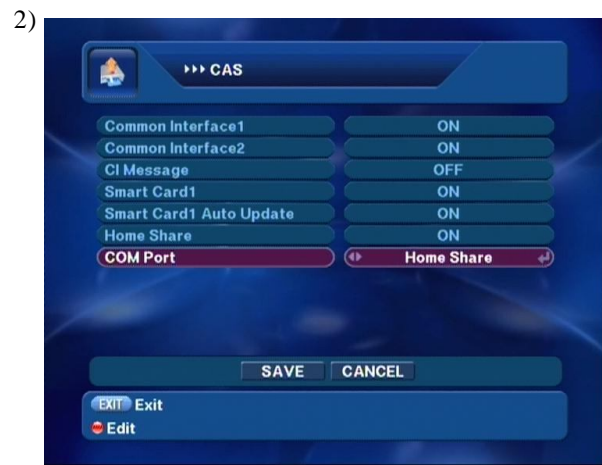 2)
CAS
Common Interface1 ON
Common Interface2 ON
CI Message OFF
Smart Card1 ON
Smart Card1 Auto Update ON
Home Share ON
COM Port Home Share
SAVE CANCEL
EXIT Exit
Edit